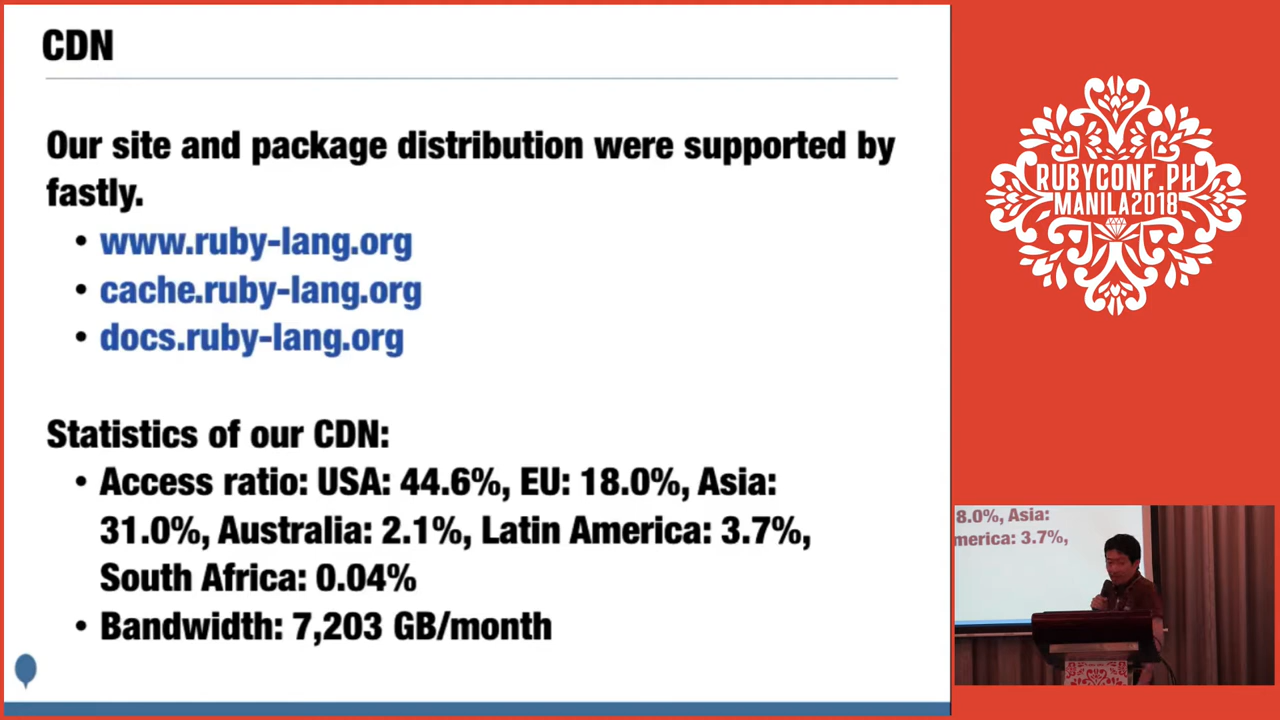 CDN
Our site and package distribution were supported by
fastly.
• www.ruby-lang.org
• cache.ruby-lang.org
• docs.ruby-lang.org
Statistics of our CDN:
• Access ratio: USA: 44.6%, EU: 18.0%, Asia:
31.0%, Australia: 2.1%, Latin America: 3.7%,
South Africa: 0.04%
• Bandwidth: 7,203 GB/month
RUBYCONF.PH
MANILA2018
8.0%, Asia:
merica: 3.7%,